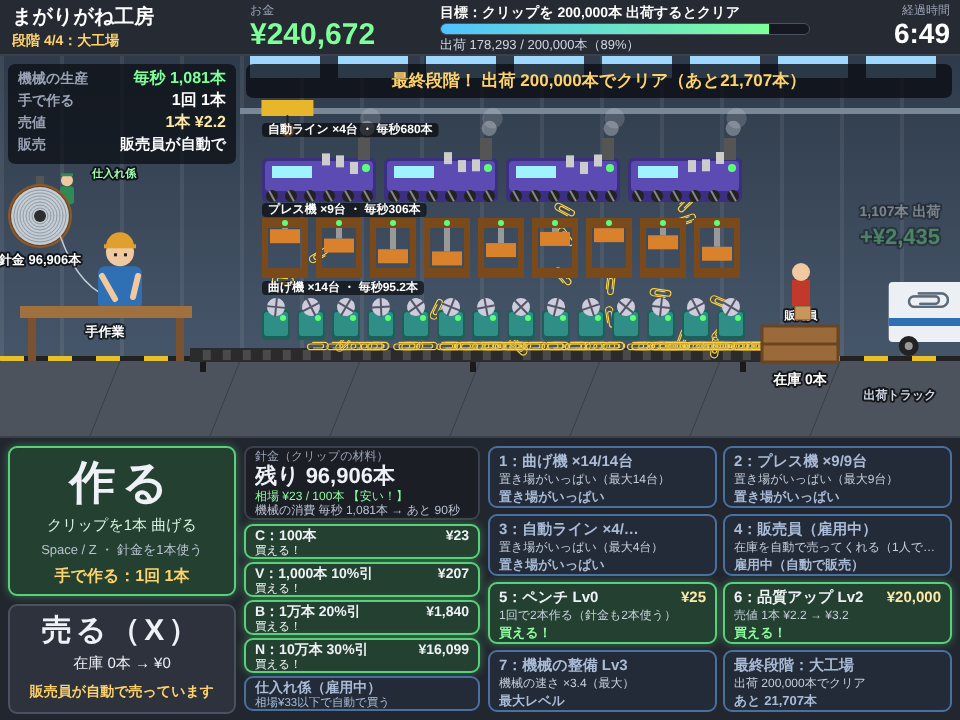 まがりがね工房
段階 4/4：大工場
お金
¥240,672
目標：クリップを 200,000本 出荷するとクリア
出荷 178,293 / 200,000本（89%）
経過時間
6:49
機械の生産 毎秒 1,081本
手で作る 1回 1本
売値 1本 ¥2.2
販売 販売員が自動で
最終段階！ 出荷 200,000本でクリア（あと21,707本）
自動ライン ×4台 ・ 毎秒680本
仕入れ係
プレス機 ×9台 ・ 毎秒306本
1,107本 出荷
+¥2,435
針金 96,906本
曲げ機 ×14台 ・ 毎秒95.2本
手作業
在庫 0本
出荷トラック
作る
クリップを1本 曲げる
Space / Z ・ 針金を1本使う
手で作る：1回 1本
売る（X）
在庫 0本 → ¥0
販売員が自動で売っています
針金（クリップの材料）
残り 96,906本
相場 ¥23 / 100本 【安い！】
機械の消費 毎秒 1,081本 → あと 90秒
C：100本 ¥23
買える！
V：1,000本 10%引 ¥207
買える！
B：1万本 20%引 ¥1,840
買える！
N：10万本 30%引 ¥16,099
買える！
仕入れ係（雇用中）
相場¥33以下で自動で買う
1：曲げ機 ×14/14台
置き場がいっぱい（最大14台）
置き場がいっぱい
2：プレス機 ×9/9台
置き場がいっぱい（最大9台）
置き場がいっぱい
3：自動ライン ×4/…
置き場がいっぱい（最大4台）
置き場がいっぱい
4：販売員（雇用中）
在庫を自動で売ってくれる（1人で…
雇用中（自動で販売）
5：ペンチ Lv0 ¥25
1回で2本作る（針金も2本使う）
買える！
6：品質アップ Lv2 ¥20,000
売値 1本 ¥2.2 → ¥3.2
買える！
7：機械の整備 Lv3
機械の速さ ×3.4（最大）
最大レベル
最終段階：大工場
出荷 200,000本でクリア
あと 21,707本